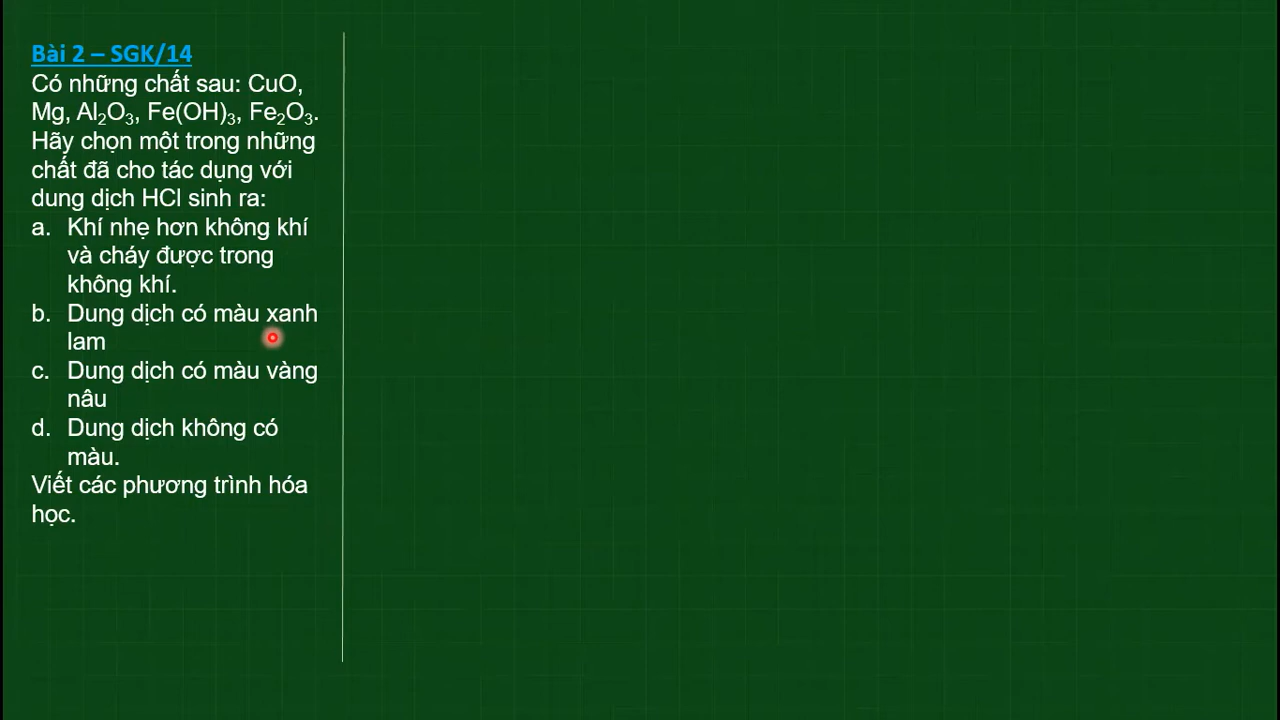 Bài 2 – SGK/14
Có những chất sau: CuO,
Mg, Al₂O₃, Fe(OH)₃, Fe₂O₃.
Hãy chọn một trong những
chất đã cho tác dụng với
dung dịch HCl sinh ra:
a. Khí nhẹ hơn không khí
và cháy được trong
không khí.
b. Dung dịch có màu xanh
lam
c. Dung dịch có màu vàng
nâu
d. Dung dịch không có
màu.
Viết các phương trình hóa
học.